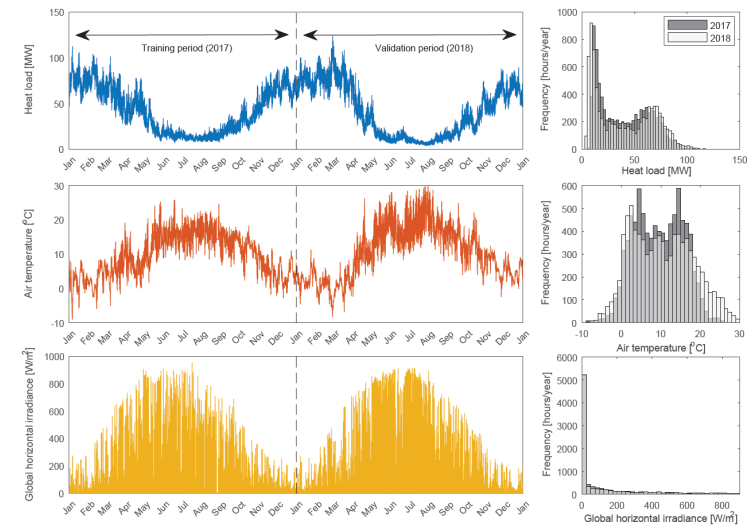 150
100
50
0
Heat load [MW]
Training period (2017)
Validation period (2018)
Jan Feb Mar Apr May Jun Jul Aug Sep Oct Nov Dec Jan Feb Mar Apr May Jun Jul Aug Sep Oct Nov Dec Jan
1000
800
600
400
200
0
Frequency [hours/year]
2017
2018
0 50 100 150
Heat load [MW]
30
20
10
0
-10
Air temperature [°C]
Jan Feb Mar Apr May Jun Jul Aug Sep Oct Nov Dec Jan Feb Mar Apr May Jun Jul Aug Sep Oct Nov Dec Jan
600
500
400
300
200
100
0
Frequency [hours/year]
-10 0 10 20 30
Air temperature [°C]
1000
800
600
400
200
0
Global horizontal irradiance [W/m²]
Jan Feb Mar Apr May Jun Jul Aug Sep Oct Nov Dec Jan Feb Mar Apr May Jun Jul Aug Sep Oct Nov Dec Jan
6000
5000
4000
3000
2000
1000
0
Frequency [hours/year]
0 200 400 600 800
Global horizontal irradiance [W/m²]